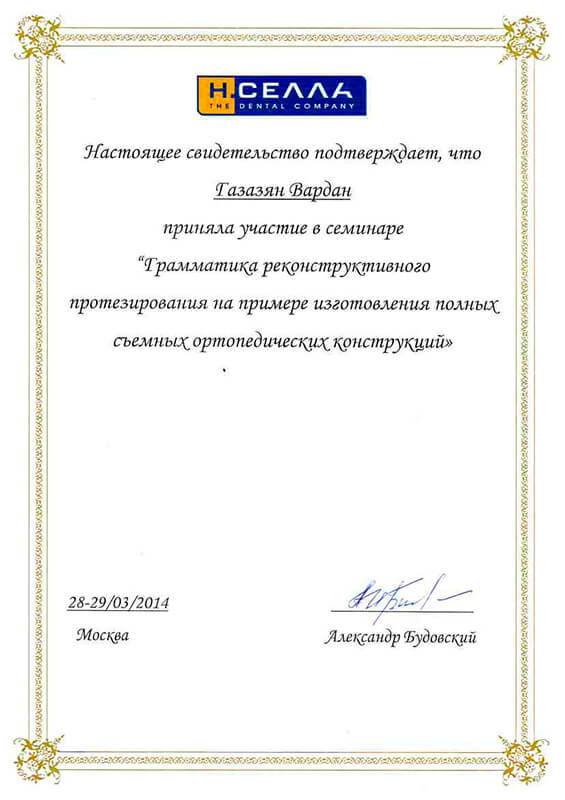 Н.СЕЛЛА
THE DENTAL COMPANY
Настоящее свидетельство подтверждает, что
Газазян Вардан
приняла участие в семинаре
“Грамматика реконструктивного
протезирования на примере изготовления полных
съемных ортопедических конструкций»
28-29/03/2014
Москва
Александр Будовский